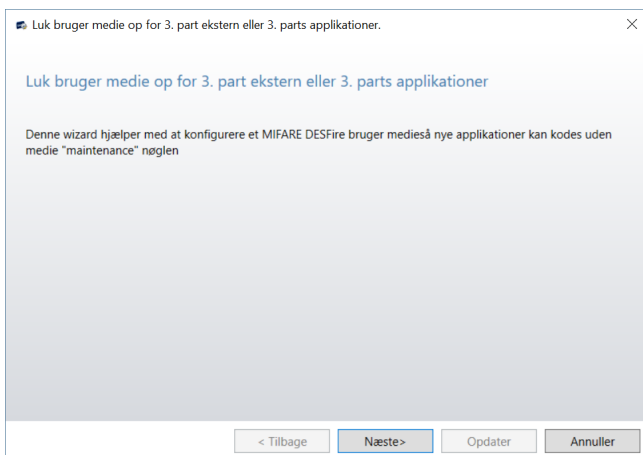 Luk bruger medie op for 3. part ekstern eller 3. parts applikationer.
Luk bruger medie op for 3. part ekstern eller 3. parts applikationer
Denne wizard hjælper med at konfigurere et MIFARE DESFire bruger medieså nye applikationer kan kodes uden
medie "maintenance" nøglen
< Tilbage Næste> Opdater Annuller